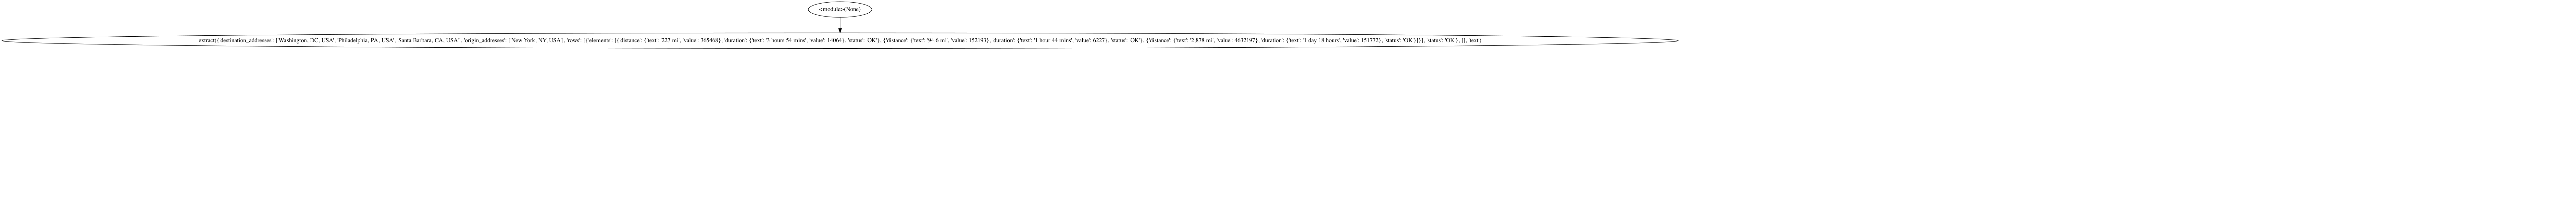 <module>(None)
extract({'destination_addresses': ['Washington, DC, USA', 'Philadelphia, PA, USA', 'Santa Barbara, CA, USA'], 'origin_addresses': ['New York, NY, USA'], 'rows': [{'elements': [{'distance': {'text': '227 mi', 'value': 365468}, 'duration': {'text': '3 hours 54 mins', 'value': 14064}, 'status': 'OK'}, {'distance': {'text': '94.6 mi', 'value': 152193}, 'duration': {'text': '1 hour 44 mins', 'value': 6227}, 'status': 'OK'}, {'distance': {'text': '2,878 mi', 'value': 4632197}, 'duration': {'text': '1 day 18 hours', 'value': 151772}, 'status': 'OK'}]}], 'status': 'OK'}, [], 'text')